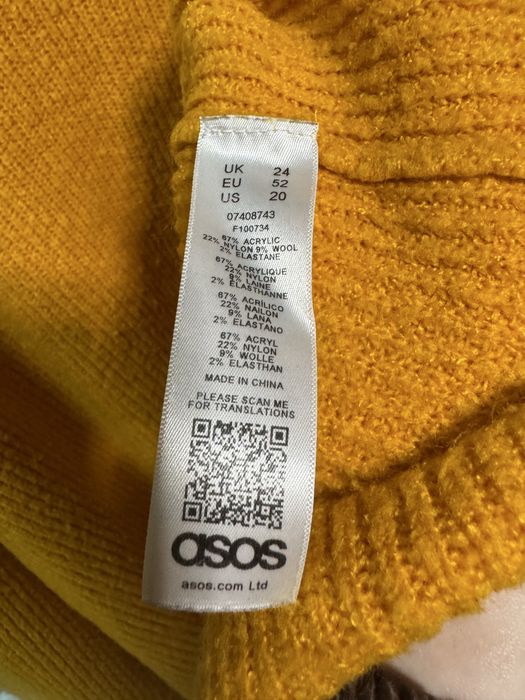 UK 24
EU 52
US 20
07408743
F100734
67% ACRYLIC
22% NYLON 9% WOOL
2% ELASTANE
67% ACRYLIQUE
22% NYLON
9% LAINE
2% ELASTHANNE
67% ACRÍLICO
22% NAILON
9% LANA
2% ELASTANO
67% ACRYL
22% NYLON
9% WOLLE
2% ELASTHAN
MADE IN CHINA
PLEASE SCAN ME
FOR TRANSLATIONS
asos
asos.com Ltd